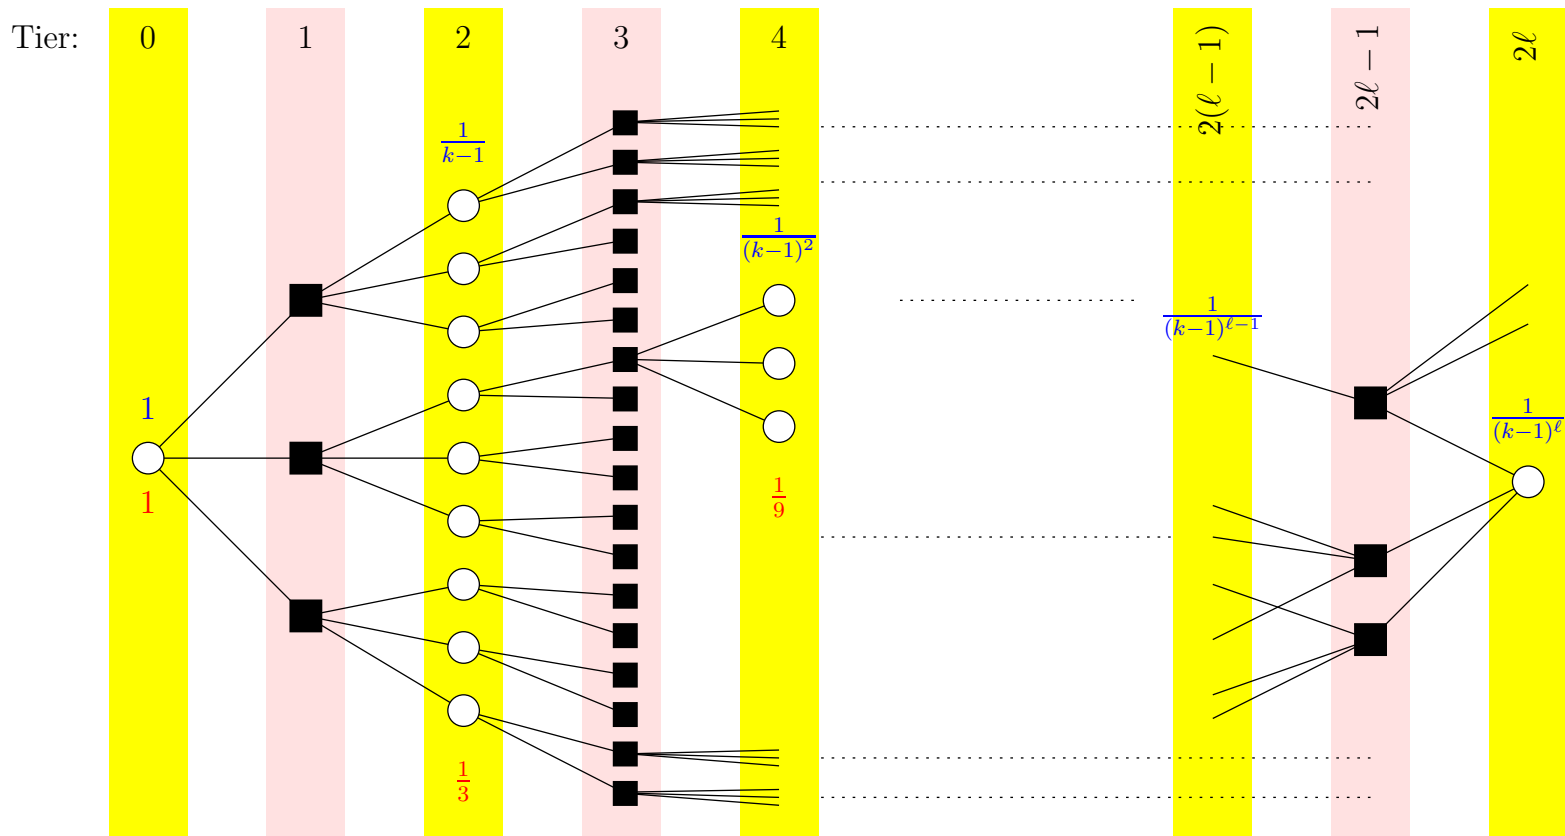 Tier: 0 1 2 3 4 2(ℓ − 1) 2ℓ − 1 2ℓ
1/(k−1)
1/(k−1)^2
1/(k−1)^{ℓ−1}
1
1/(k−1)^ℓ
1
1/9
1/3